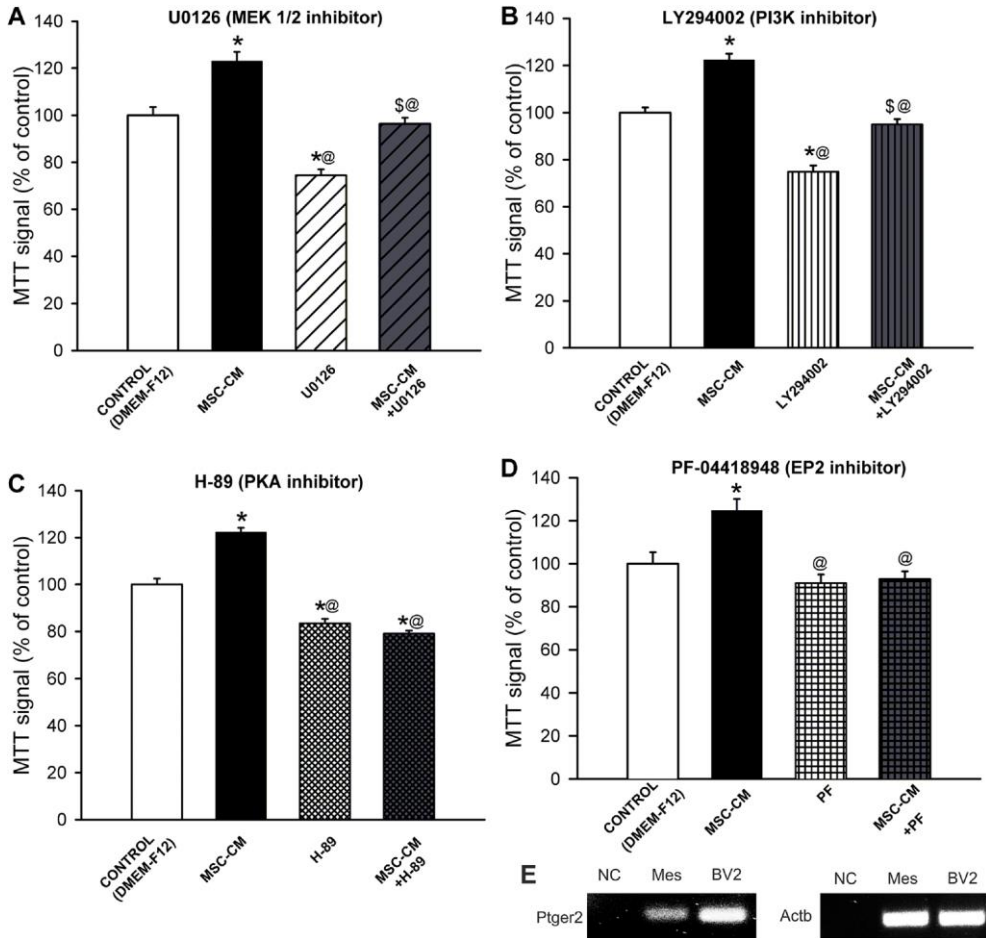 A
U0126 (MEK 1/2 inhibitor)
MTT signal (% of control)
140
120
100
80
60
40
20
0
*
*@
$@
CONTROL
(DMEM-F12)
MSC-CM
U0126
MSC-CM
+U0126
B
LY294002 (PI3K inhibitor)
MTT signal (% of control)
140
120
100
80
60
40
20
0
*
*@
$@
CONTROL
(DMEM-F12)
MSC-CM
LY294002
MSC-CM
+LY294002
C
H-89 (PKA inhibitor)
MTT signal (% of control)
140
120
100
80
60
40
20
0
*
*@
*@
CONTROL
(DMEM-F12)
MSC-CM
H-89
MSC-CM
+H-89
D
PF-04418948 (EP2 inhibitor)
MTT signal (% of control)
140
120
100
80
60
40
20
0
*
@
@
CONTROL
(DMEM-F12)
MSC-CM
PF
MSC-CM
+PF
E
NC Mes BV2
Ptger2
NC Mes BV2
Actb